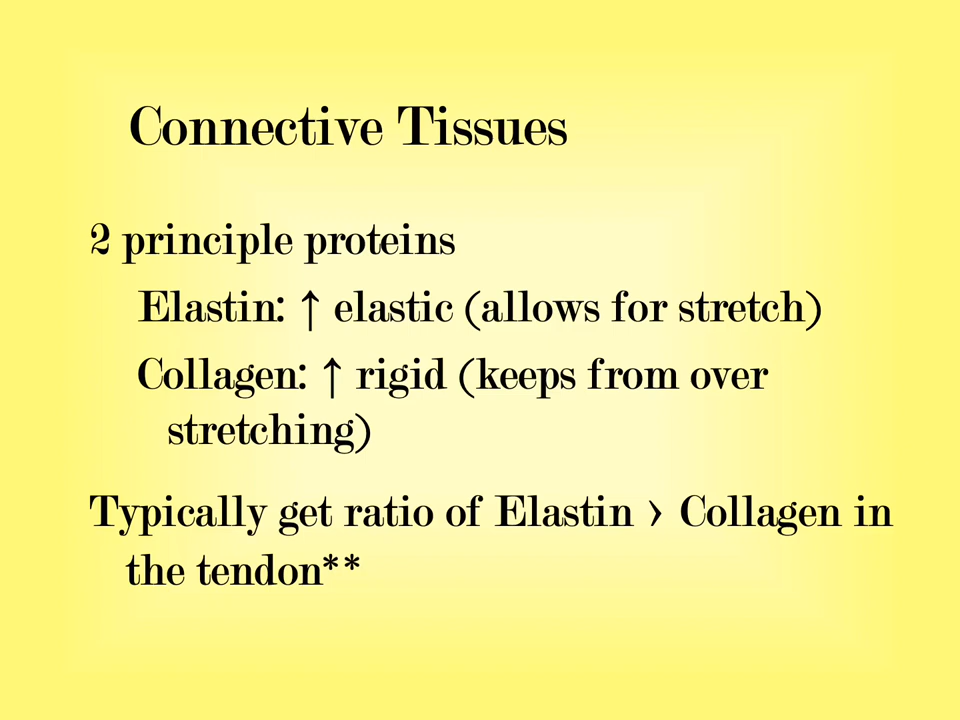 Connective Tissues
2 principle proteins
Elastin: ↑ elastic (allows for stretch)
Collagen: ↑ rigid (keeps from over
stretching)
Typically get ratio of Elastin > Collagen in
the tendon**